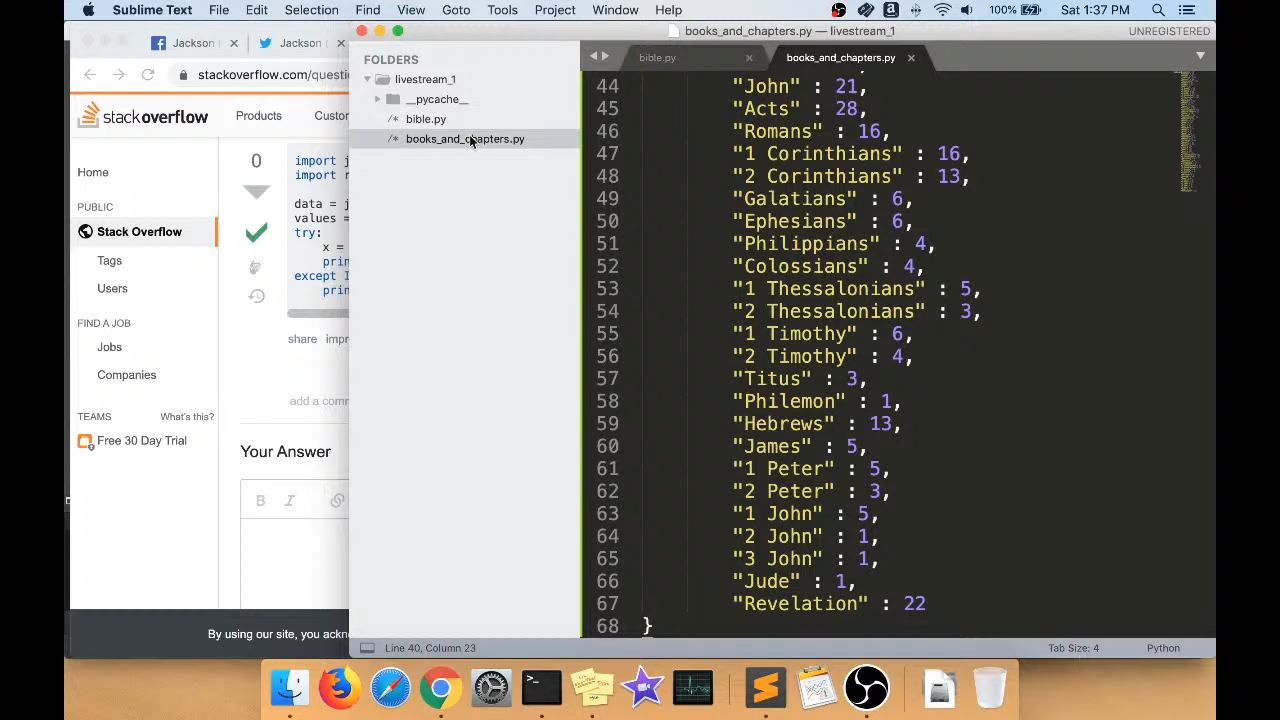 Sublime Text File Edit Selection Find View Goto Tools Project Window Help 100% Sat 1:37 PM
books_and_chapters.py — livestream_1 UNREGISTERED
Jackson
Jackson
stackoverflow.com/questi
stackoverflow Products Custor
Home
PUBLIC
Stack Overflow
Tags
Users
FIND A JOB
Jobs
Companies
TEAMS What's this?
Free 30 Day Trial
0
import j
import r
data = j
values =
try:
x =
prin
except I
prin
share impr
add a comm
Your Answer
B I
By using our site, you ackn
FOLDERS
livestream_1
__pycache__
/* bible.py
/* books_and_chapters.py
bible.py
books_and_chapters.py
44 "John" : 21,
45 "Acts" : 28,
46 "Romans" : 16,
47 "1 Corinthians" : 16,
48 "2 Corinthians" : 13,
49 "Galatians" : 6,
50 "Ephesians" : 6,
51 "Philippians" : 4,
52 "Colossians" : 4,
53 "1 Thessalonians" : 5,
54 "2 Thessalonians" : 3,
55 "1 Timothy" : 6,
56 "2 Timothy" : 4,
57 "Titus" : 3,
58 "Philemon" : 1,
59 "Hebrews" : 13,
60 "James" : 5,
61 "1 Peter" : 5,
62 "2 Peter" : 3,
63 "1 John" : 5,
64 "2 John" : 1,
65 "3 John" : 1,
66 "Jude" : 1,
67 "Revelation" : 22
68 }
Line 40, Column 23 Tab Size: 4 Python